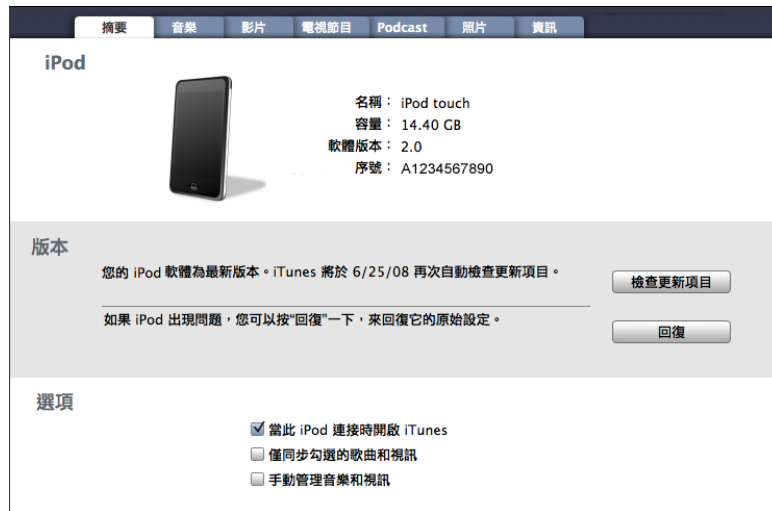 摘要 音樂 影片 電視節目 Podcast 照片 資訊
iPod
名稱： iPod touch
容量： 14.40 GB
軟體版本： 2.0
序號： A1234567890
版本
您的 iPod 軟體為最新版本。iTunes 將於 6/25/08 再次自動檢查更新項目。
檢查更新項目
如果 iPod 出現問題，您可以按“回復”一下，來回復它的原始設定。
回復
選項
當此 iPod 連接時開啟 iTunes
僅同步勾選的歌曲和視訊
手動管理音樂和視訊